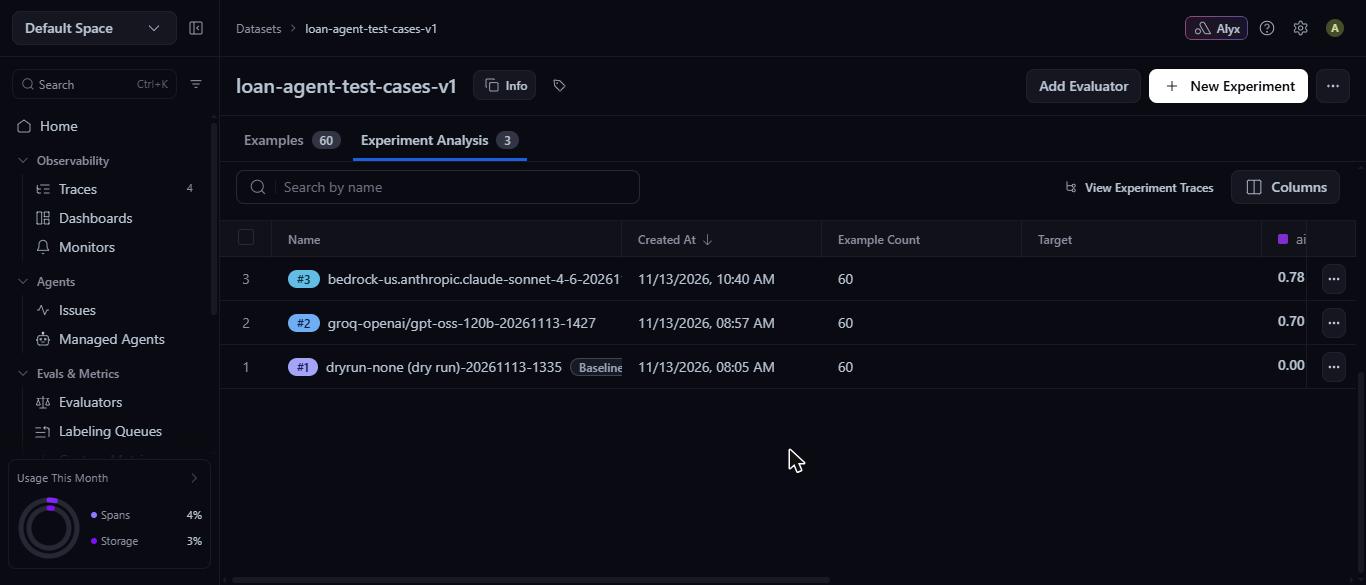 Default Space
Datasets > loan-agent-test-cases-v1
Alyx
A
Search Ctrl+K
loan-agent-test-cases-v1
Info
Add Evaluator
+ New Experiment
Home
Examples 60
Experiment Analysis 3
Observability
Traces 4
Dashboards
Monitors
Search by name
View Experiment Traces
Columns
Name Created At ↓ Example Count Target ai
3 #3 bedrock-us.anthropic.claude-sonnet-4-6-20261 11/13/2026, 10:40 AM 60 0.78
2 #2 groq-openai/gpt-oss-120b-20261113-1427 11/13/2026, 08:57 AM 60 0.70
1 #1 dryrun-none (dry run)-20261113-1335 Baseline 11/13/2026, 08:05 AM 60 0.00
Agents
Issues
Managed Agents
Evals & Metrics
Evaluators
Labeling Queues
Usage This Month
Spans 4%
Storage 3%